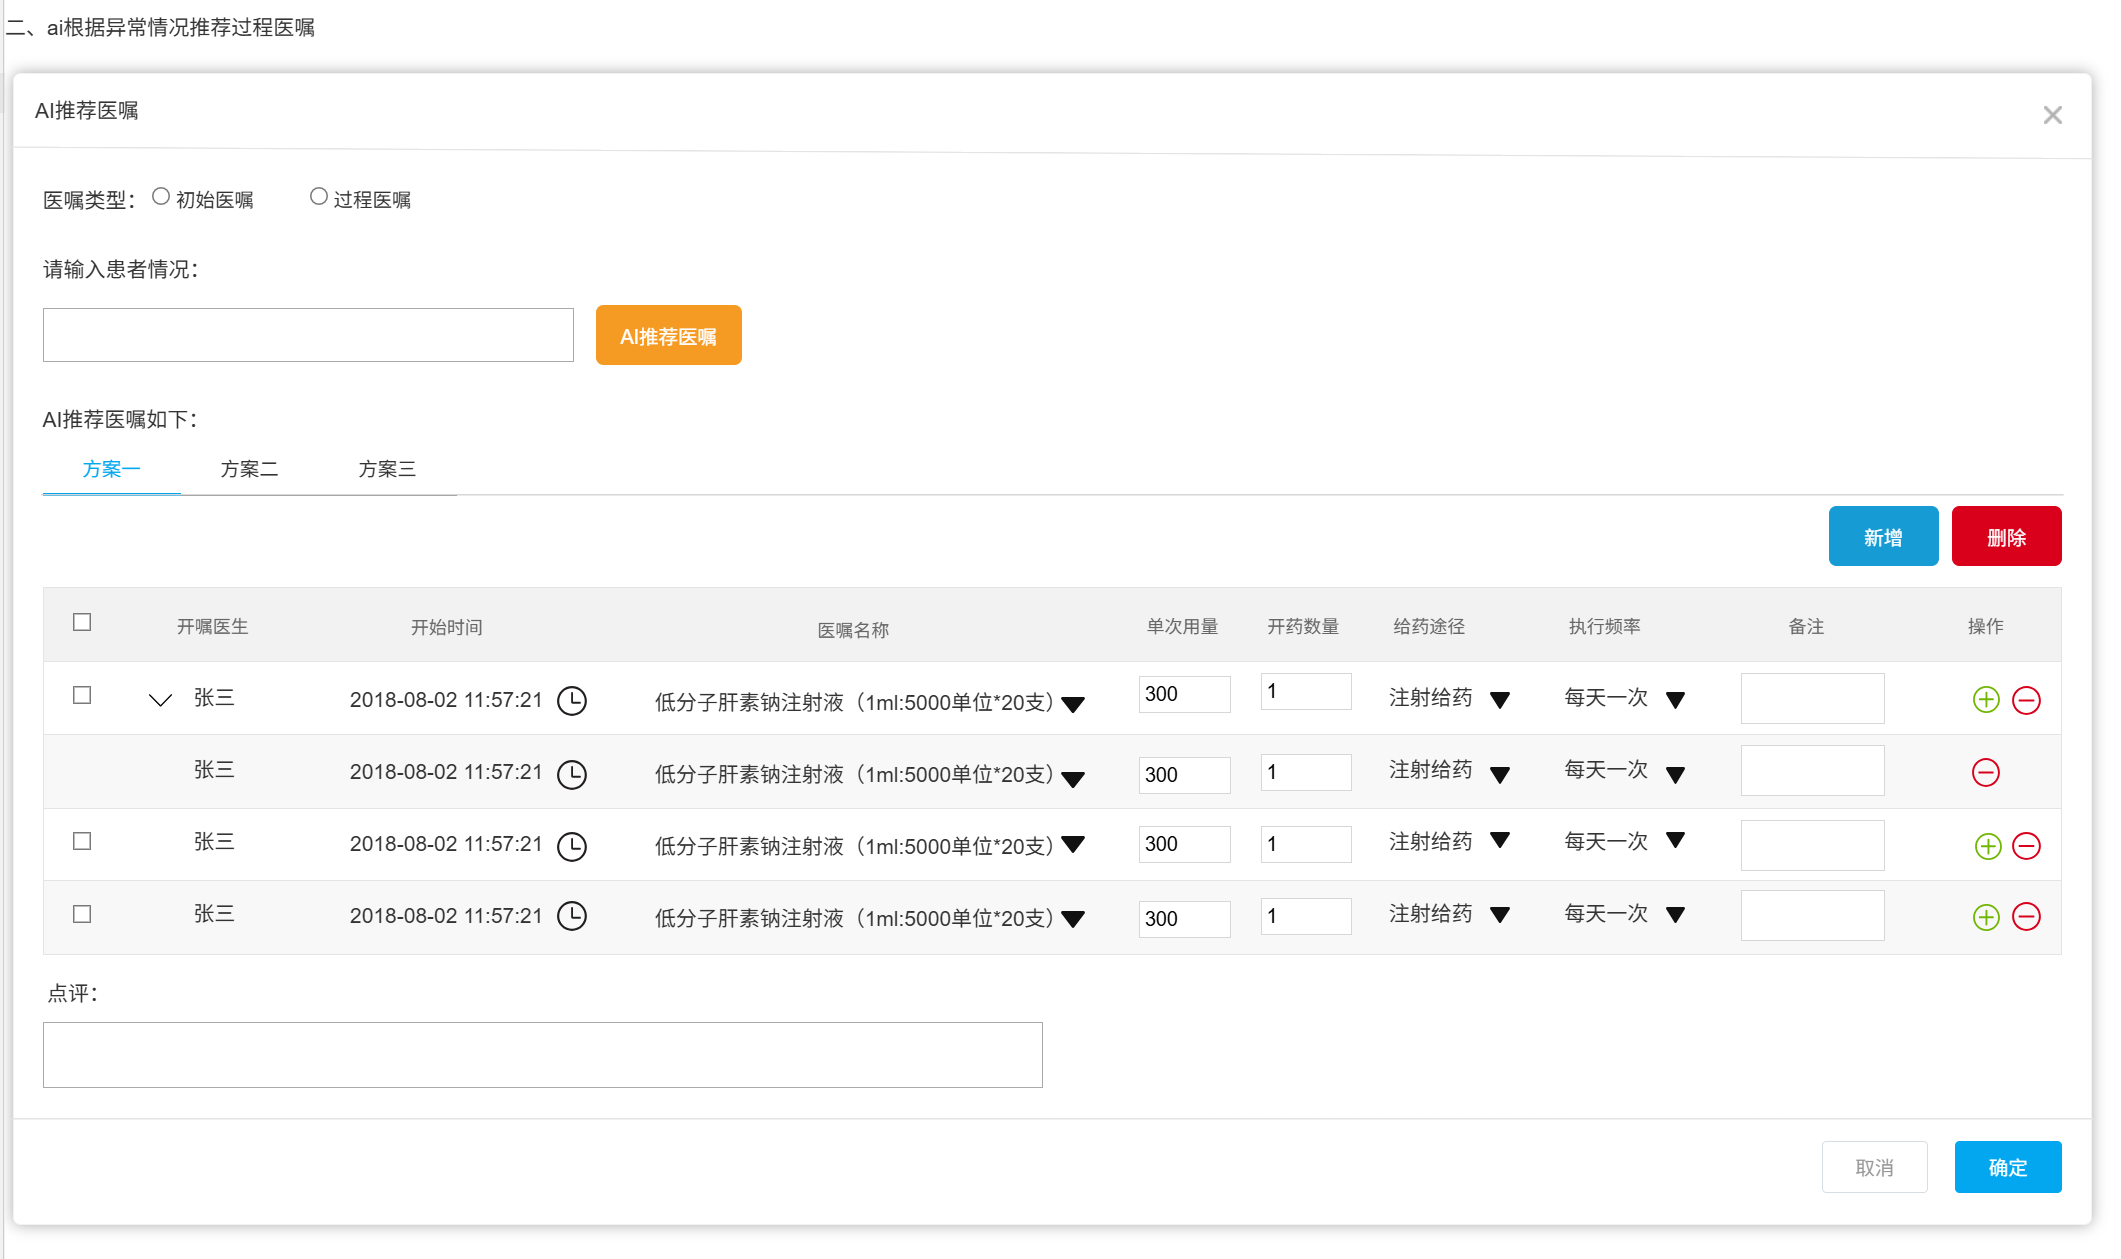 二、ai根据异常情况推荐过程医嘱
AI推荐医嘱
医嘱类型： 初始医嘱 过程医嘱
请输入患者情况：
AI推荐医嘱
AI推荐医嘱如下：
方案一 方案二 方案三
新增 删除
开嘱医生 开始时间 医嘱名称 单次用量 开药数量 给药途径 执行频率 备注 操作
张三 2018-08-02 11:57:21 低分子肝素钠注射液（1ml:5000单位*20支） 300 1 注射给药 每天一次
张三 2018-08-02 11:57:21 低分子肝素钠注射液（1ml:5000单位*20支） 300 1 注射给药 每天一次
张三 2018-08-02 11:57:21 低分子肝素钠注射液（1ml:5000单位*20支） 300 1 注射给药 每天一次
张三 2018-08-02 11:57:21 低分子肝素钠注射液（1ml:5000单位*20支） 300 1 注射给药 每天一次
点评：
取消 确定